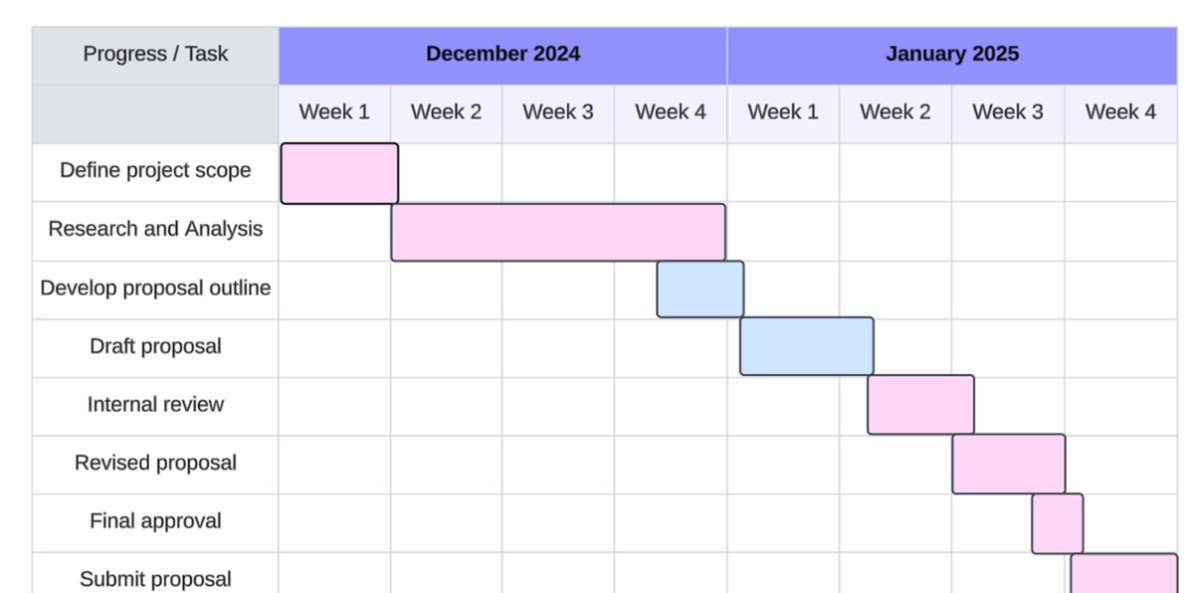 Progress / Task
December 2024
January 2025
Week 1
Week 2
Week 3
Week 4
Week 1
Week 2
Week 3
Week 4
Define project scope
Research and Analysis
Develop proposal outline
Draft proposal
Internal review
Revised proposal
Final approval
Submit proposal